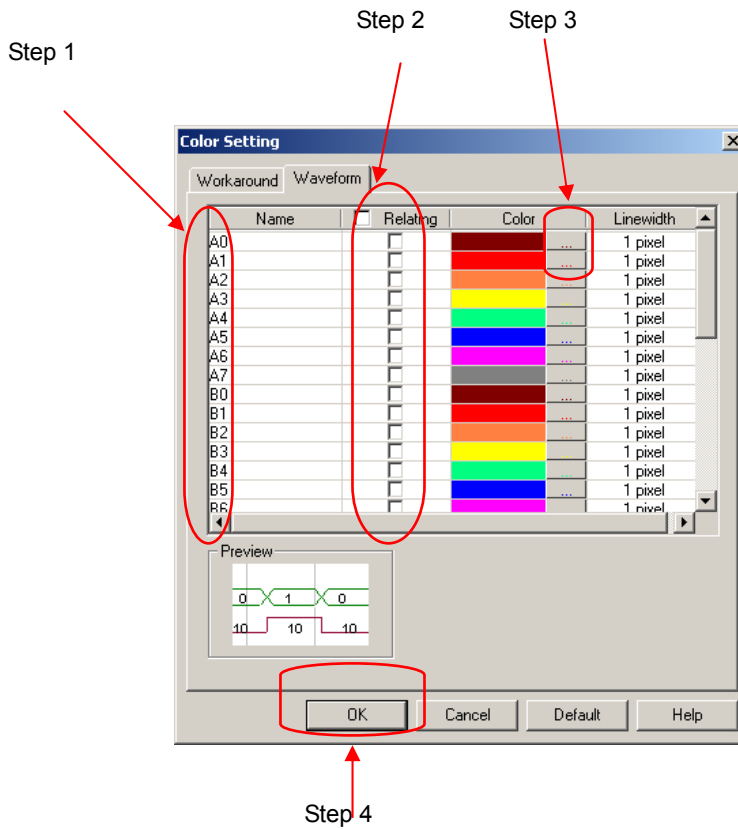 Step 2 Step 3
Step 1
Color Setting
Workaround Waveform
Name Relating Color Linewidth
A0 ... 1 pixel
A1 ... 1 pixel
A2 ... 1 pixel
A3 ... 1 pixel
A4 ... 1 pixel
A5 ... 1 pixel
A6 ... 1 pixel
A7 ... 1 pixel
B0 ... 1 pixel
B1 ... 1 pixel
B2 ... 1 pixel
B3 ... 1 pixel
B4 ... 1 pixel
B5 ... 1 pixel
B6 1 pixel
Preview
0 1 0
10 10 10
OK Cancel Default Help
Step 4